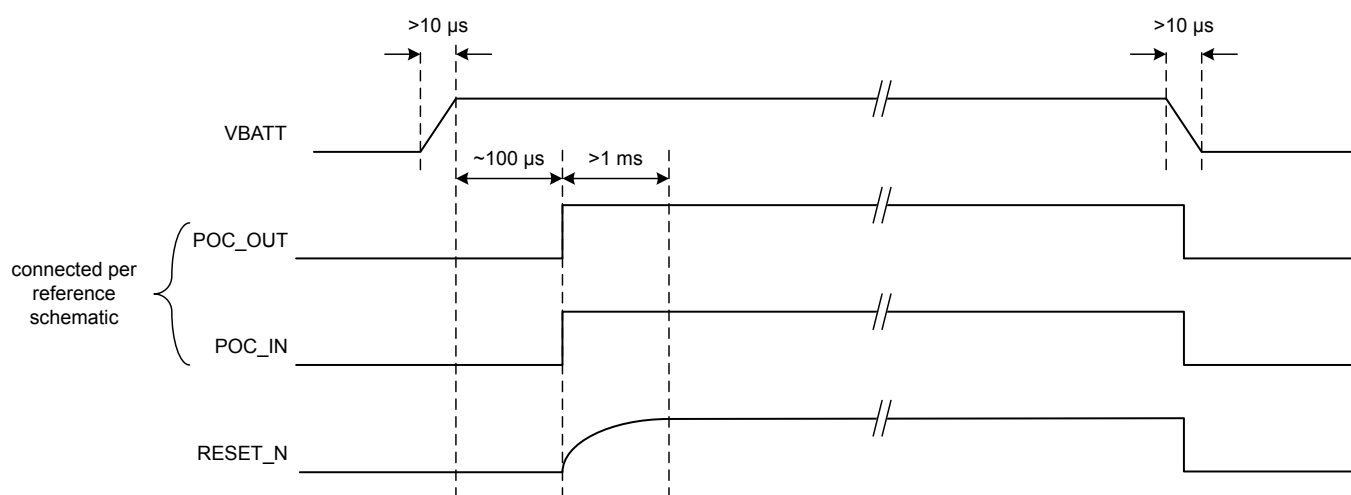 >10 µs
>10 µs
VBATT
~100 µs
>1 ms
POC_OUT
connected per
reference
schematic
POC_IN
RESET_N